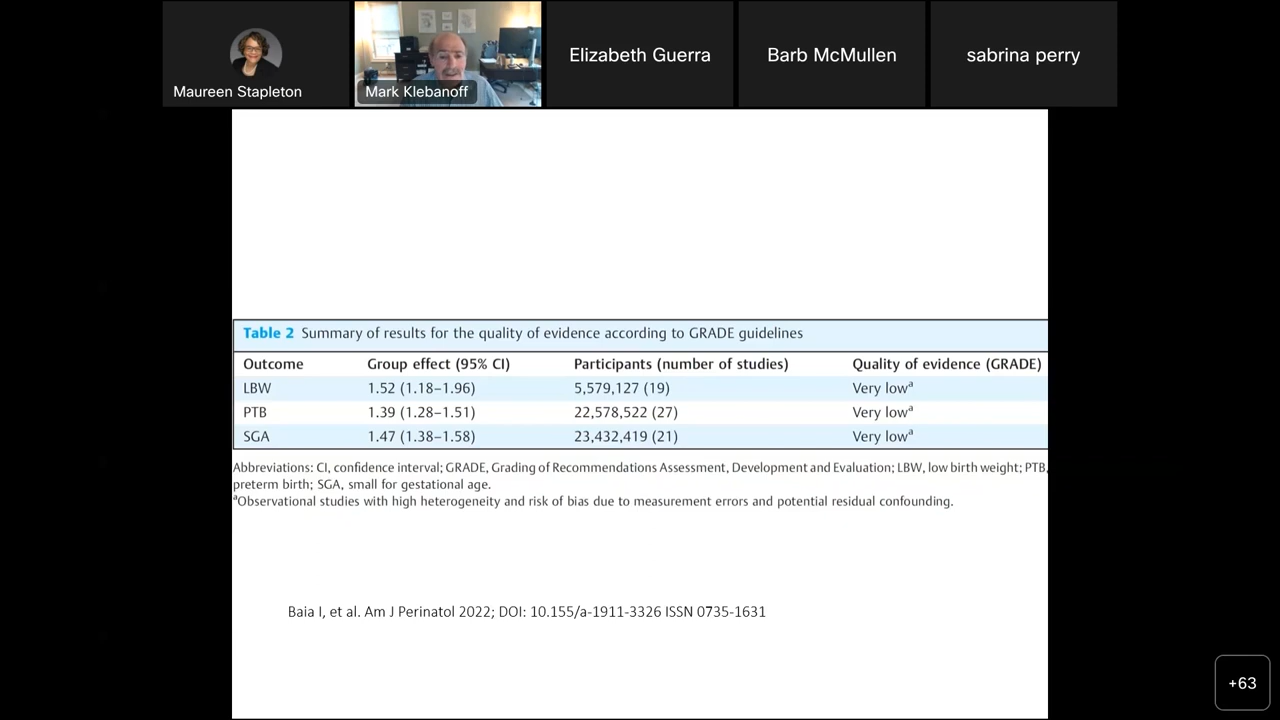 Maureen Stapleton
Mark Klebanoff
Elizabeth Guerra
Barb McMullen
sabrina perry
Table 2 Summary of results for the quality of evidence according to GRADE guidelines
Outcome Group effect (95% CI) Participants (number of studies) Quality of evidence (GRADE)
LBW 1.52 (1.18–1.96) 5,579,127 (19) Very lowᵃ
PTB 1.39 (1.28–1.51) 22,578,522 (27) Very lowᵃ
SGA 1.47 (1.38–1.58) 23,432,419 (21) Very lowᵃ
Abbreviations: CI, confidence interval; GRADE, Grading of Recommendations Assessment, Development and Evaluation; LBW, low birth weight; PTB,
preterm birth; SGA, small for gestational age.
ᵃObservational studies with high heterogeneity and risk of bias due to measurement errors and potential residual confounding.
Baia I, et al. Am J Perinatol 2022; DOI: 10.155/a-1911-3326 ISSN 0735-1631
+63